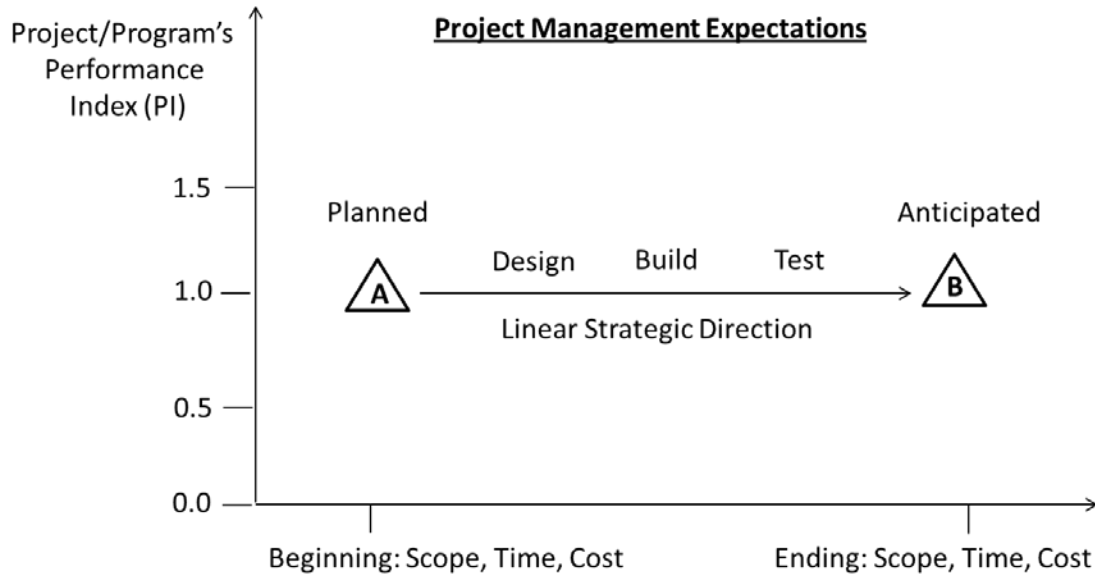 Project/Program's
Performance
Index (PI)
Project Management Expectations
1.5
Planned
Anticipated
Design
Build
Test
1.0
A
B
Linear Strategic Direction
0.5
0.0
Beginning: Scope, Time, Cost
Ending: Scope, Time, Cost